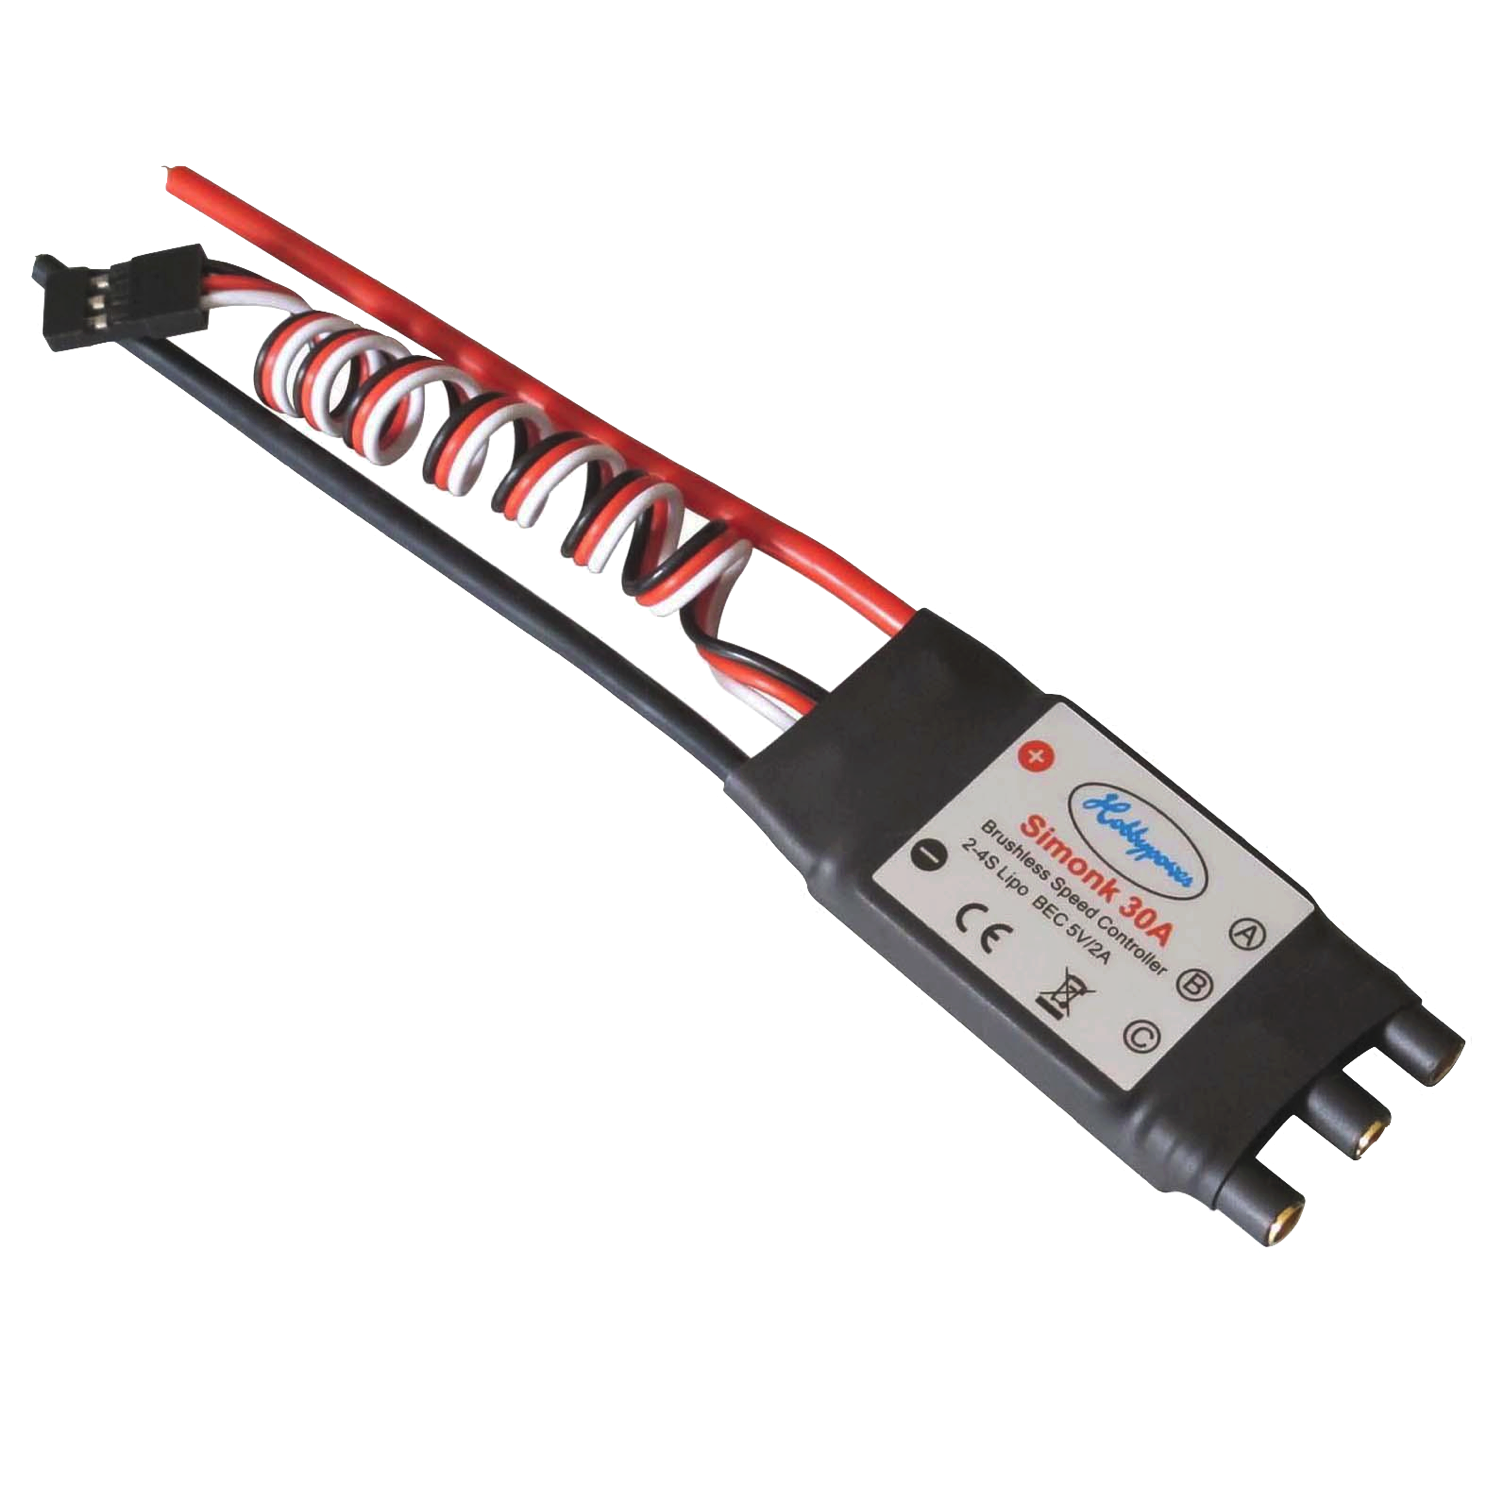 +
Hobbypower
Simonk 30A
Brushless Speed Controller
2-4S Lipo BEC 5V/2A
−
CE
A
B
C